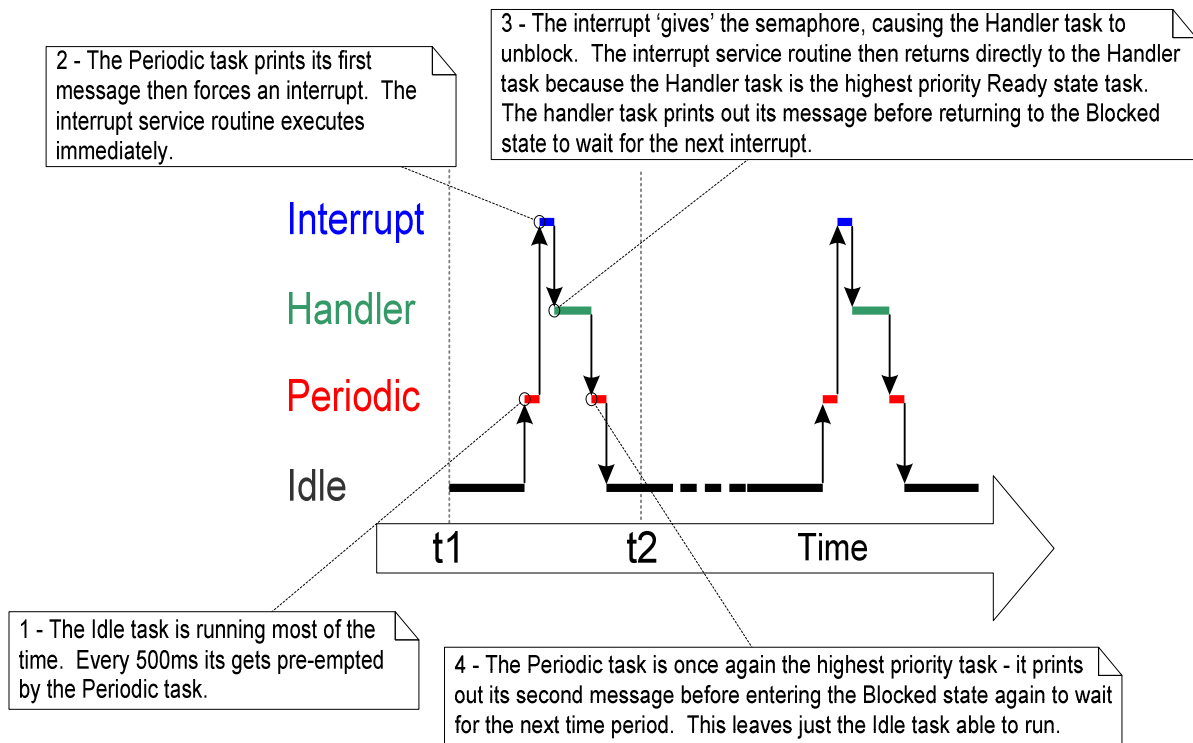 3 - The interrupt ‘gives’ the semaphore, causing the Handler task to
unblock. The interrupt service routine then returns directly to the Handler
task because the Handler task is the highest priority Ready state task.
The handler task prints out its message before returning to the Blocked
state to wait for the next interrupt.
2 - The Periodic task prints its first
message then forces an interrupt. The
interrupt service routine executes
immediately.
Interrupt
Handler
Periodic
Idle
t1
t2
Time
1 - The Idle task is running most of the
time. Every 500ms its gets pre-empted
by the Periodic task.
4 - The Periodic task is once again the highest priority task - it prints
out its second message before entering the Blocked state again to wait
for the next time period. This leaves just the Idle task able to run.